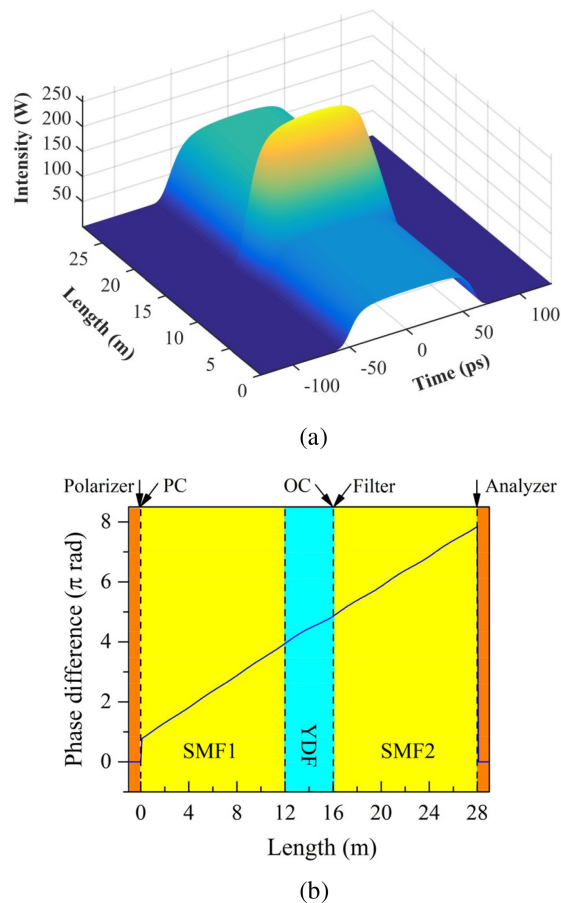 250
200
150
100
50
Intensity (W)
25
20
15
10
5
0
Length (m)
-100
-50
0
50
100
Time (ps)
(a)
Polarizer PC OC Filter Analyzer
8
6
4
2
0
Phase difference (π rad)
SMF1 YDF SMF2
0 4 8 12 16 20 24 28
Length (m)
(b)